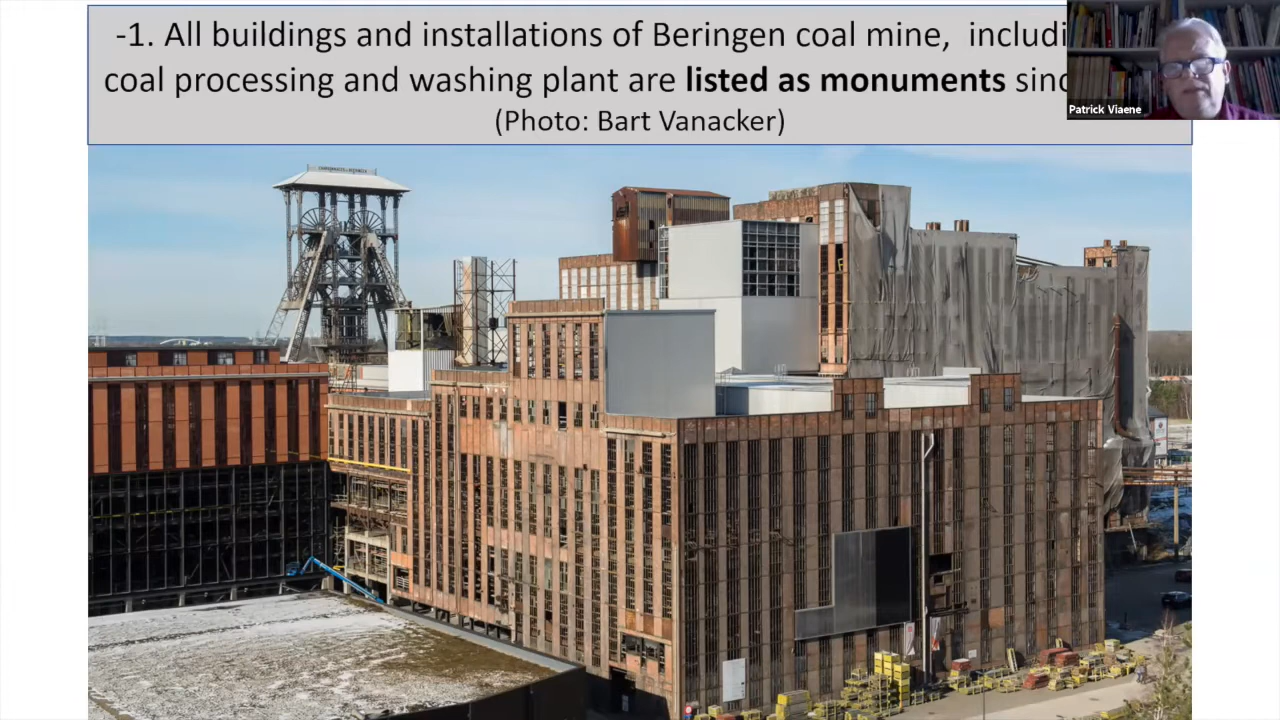 -1. All buildings and installations of Beringen coal mine, includi
coal processing and washing plant are listed as monuments sinc
(Photo: Bart Vanacker)
Patrick Viaene